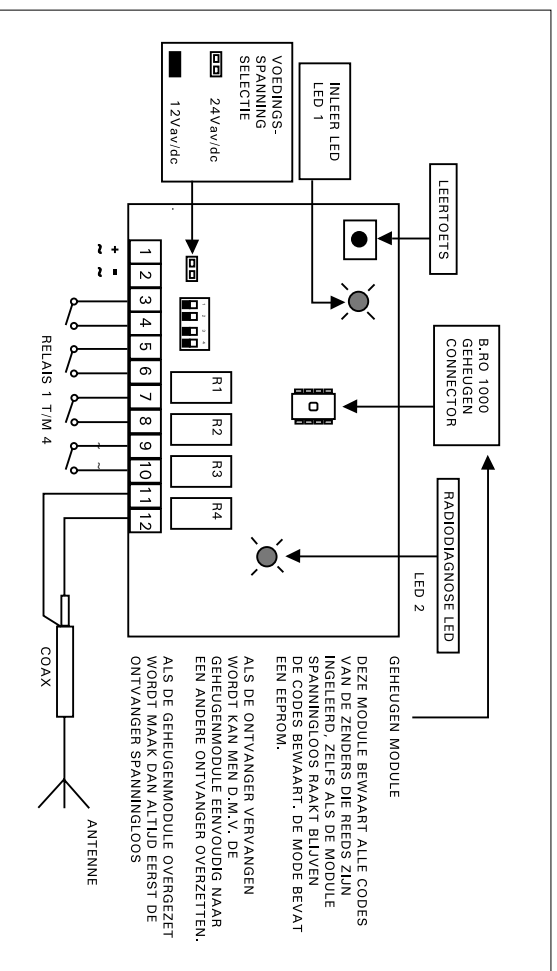 LEERTOETS
B.RO 1000
GEHEUGEN
CONNECTOR
RADIODIAGNOSE LED
LED 2
INLEER LED
LED 1
VOEDINGS-
SPANNING
SELECTIE
24Vav/dc
12Vav/dc
R1
R2
R3
R4
1 2 3 4 5 6 7 8 9 10 11 12
+ -
~ ~
~ ~
RELAIS 1 T/M 4
COAX
ANTENNE
GEHEUGEN MODULE
DEZE MODULE BEWAART ALLE CODES
VAN DE ZENDERS DIE REEDS ZIJN
INGELEERD, ZELFS ALS DE MODULE
SPANNINGLOOS RAAKT BLIJVEN
DE CODES BEWAART. DE MODE BEVAT
EEN EEPROM.
ALS DE ONTVANGER VERVANGEN
WORDT KAN MEN D.M.V. DE
GEHEUGENMODULE EENVOUDIG NAAR
EEN ANDERE ONTVANGER OVERZETTEN.
ALS DE GEHEUGENMODULE OVERGEZET
WORDT MAAK DAN ALTIJD EERST DE
ONTVANGER SPANNINGLOOS